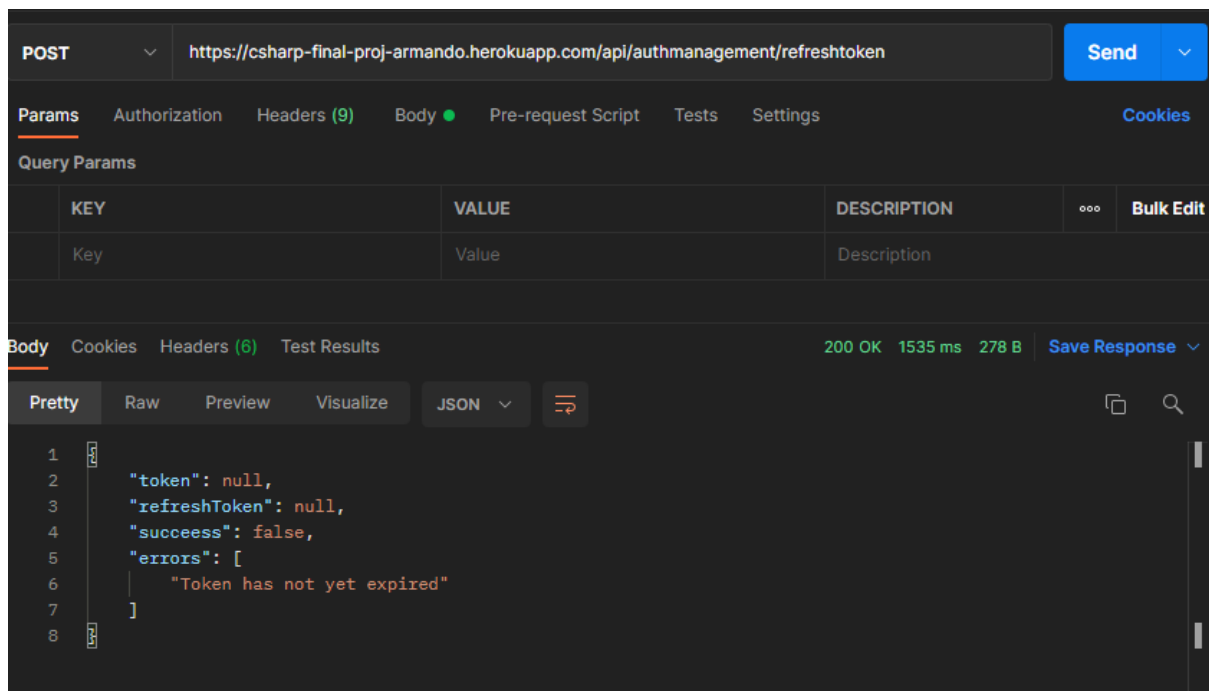 POST https://csharp-final-proj-armando.herokuapp.com/api/authmanagement/refreshtoken Send
Params Authorization Headers (9) Body Pre-request Script Tests Settings Cookies
Query Params
KEY VALUE DESCRIPTION ooo Bulk Edit
Key Value Description
Body Cookies Headers (6) Test Results 200 OK 1535 ms 278 B Save Response
Pretty Raw Preview Visualize JSON
1 {
2 "token": null,
3 "refreshToken": null,
4 "succeess": false,
5 "errors": [
6 "Token has not yet expired"
7 ]
8 }